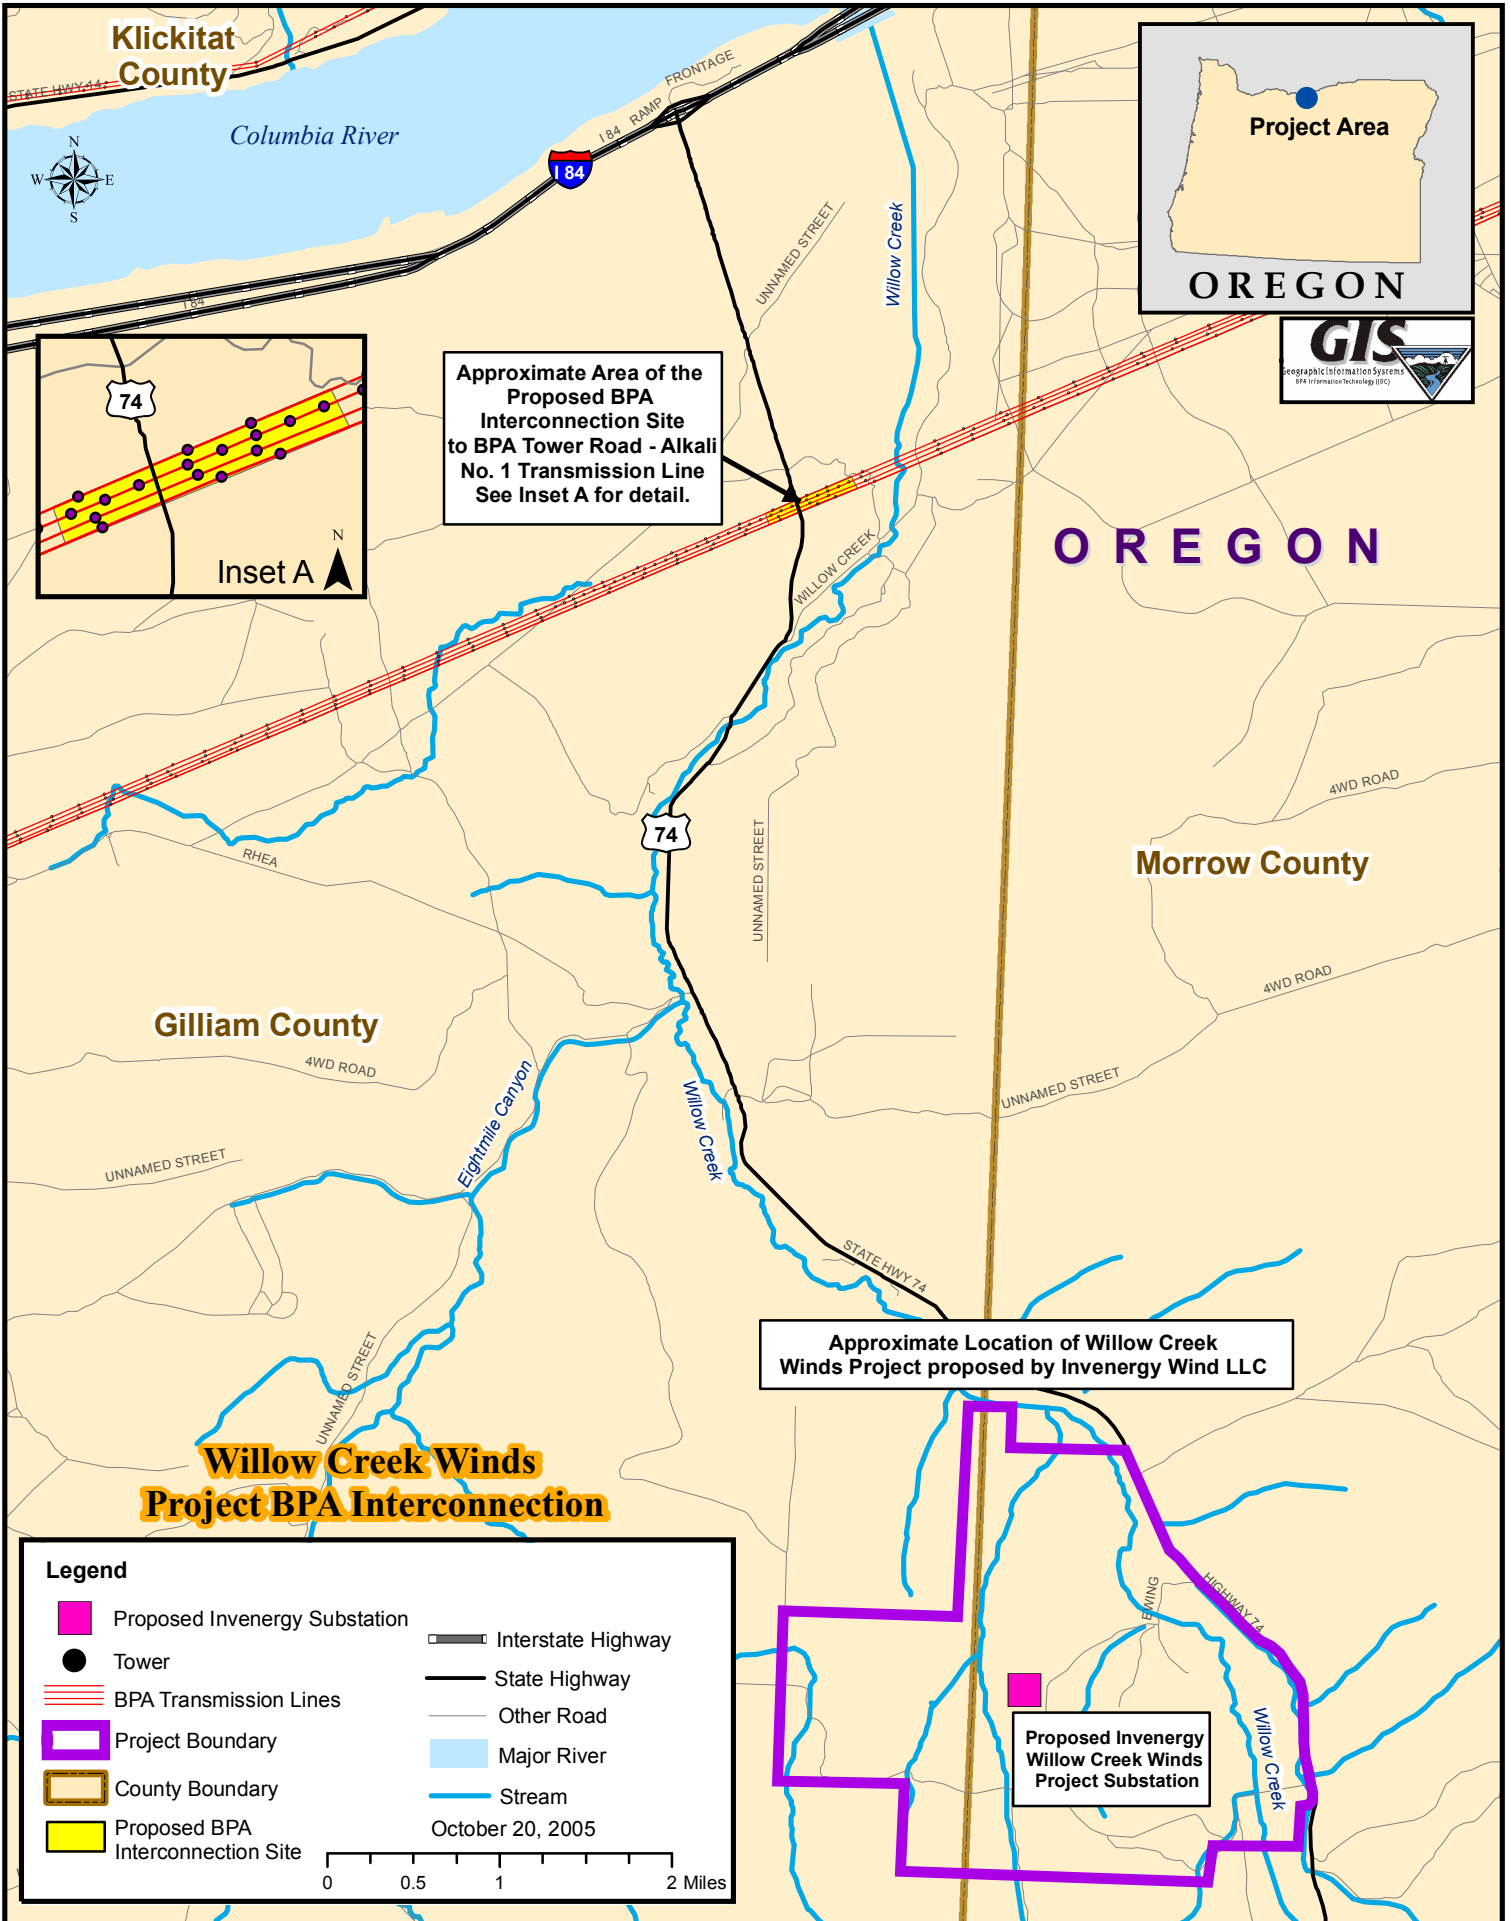 Klickitat
County
STATE HWY 14
Columbia River
N
W
E
S
I 84
RAMP
FRONTAGE
I 84
I 84
UNNAMED STREET
Willow Creek
Project Area
OREGON
GIS
Geographic Information Systems
BPA Information Technology (JDC)
74
Inset A
N
Approximate Area of the
Proposed BPA
Interconnection Site
to BPA Tower Road - Alkali
No. 1 Transmission Line
See Inset A for detail.
OREGON
WILLOW CREEK
4WD ROAD
74
RHEA
UNNAMED STREET
Morrow County
4WD ROAD
Gilliam County
4WD ROAD
Eightmile Canyon
Willow Creek
UNNAMED STREET
UNNAMED STREET
STATE HWY 74
Approximate Location of Willow Creek
Winds Project proposed by Invenergy Wind LLC
UNNAMED STREET
Willow Creek Winds
Project BPA Interconnection
EWING
HIGHWAY 74
Willow Creek
Proposed Invenergy
Willow Creek Winds
Project Substation
Legend
Proposed Invenergy Substation
Tower
BPA Transmission Lines
Project Boundary
County Boundary
Proposed BPA
Interconnection Site
Interstate Highway
State Highway
Other Road
Major River
Stream
October 20, 2005
0 0.5 1 2 Miles